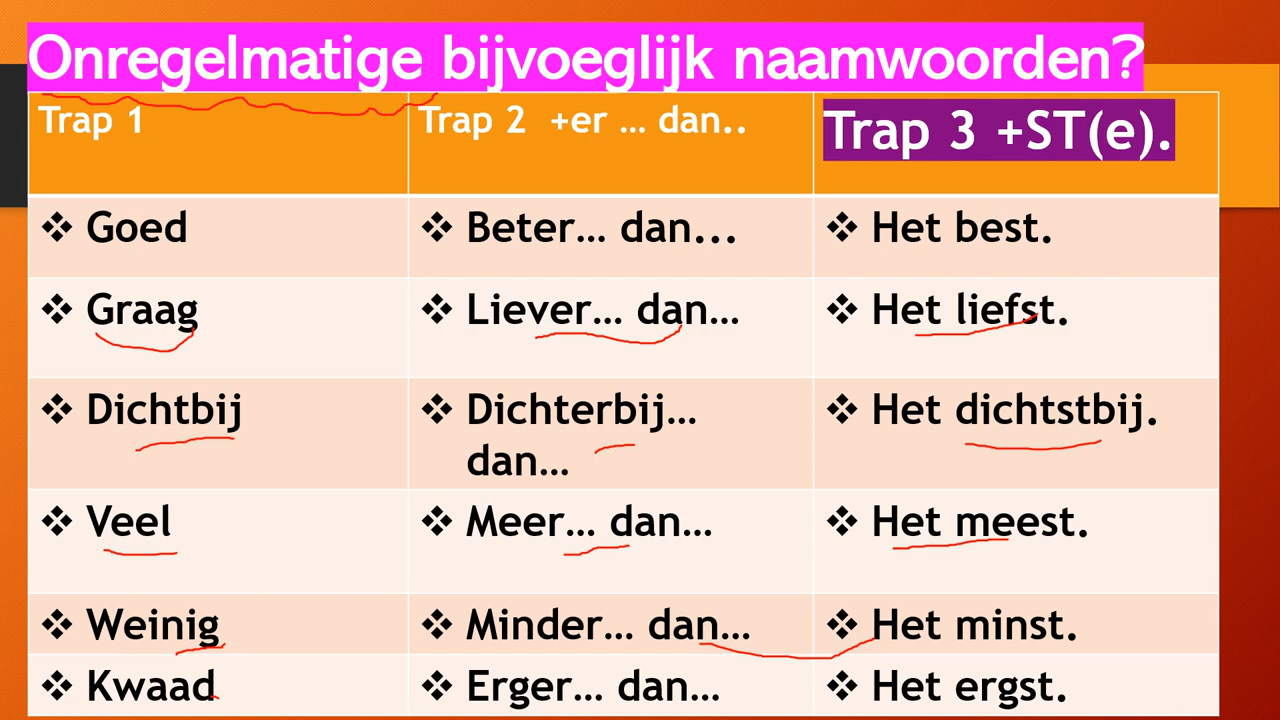 Onregelmatige bijvoeglijk naamwoorden?
Trap 1
Trap 2 +er ... dan..
Trap 3 +ST(e).
❖ Goed
❖ Beter... dan...
❖ Het best.
❖ Graag
❖ Liever... dan...
❖ Het liefst.
❖ Dichtbij
❖ Dichterbij...
dan...
❖ Het dichtstbij.
❖ Veel
❖ Meer... dan...
❖ Het meest.
❖ Weinig
❖ Minder... dan...
❖ Het minst.
❖ Kwaad
❖ Erger... dan...
❖ Het ergst.